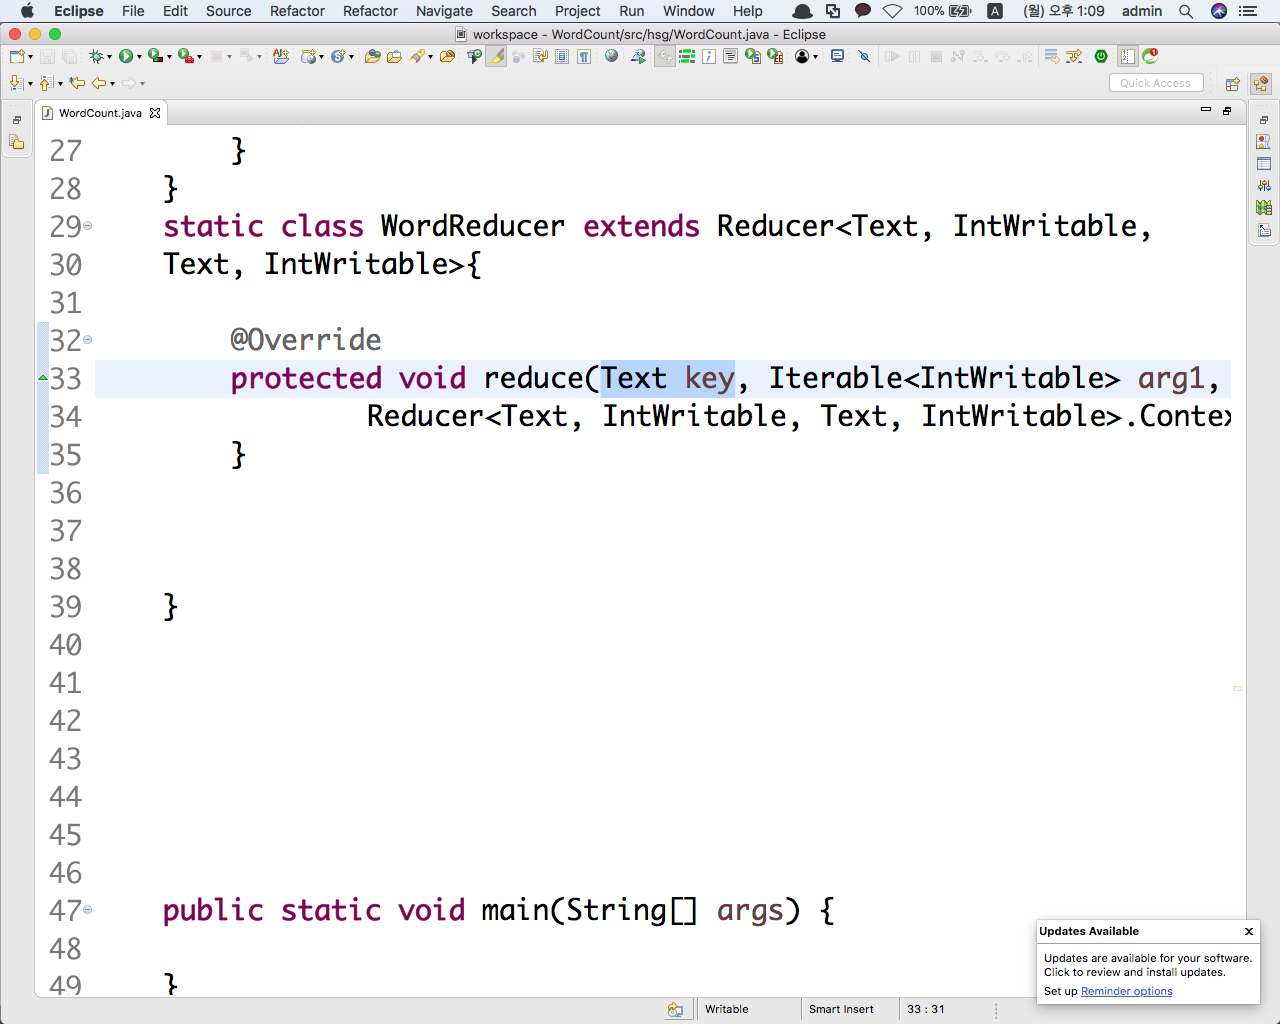 Eclipse File Edit Source Refactor Refactor Navigate Search Project Run Window Help 100% A (월) 오후 1:09 admin
workspace - WordCount/src/hsg/WordCount.java - Eclipse
Quick Access
WordCount.java
27 }
28 }
29 static class WordReducer extends Reducer<Text, IntWritable,
30 Text, IntWritable>{
31
32 @Override
33 protected void reduce(Text key, Iterable<IntWritable> arg1,
34 Reducer<Text, IntWritable, Text, IntWritable>.Contex
35 }
36
37
38
39 }
40
41
42
43
44
45
46
47 public static void main(String[] args) {
48
49 }
Updates Available
Updates are available for your software.
Click to review and install updates.
Set up Reminder options
Writable Smart Insert 33 : 31